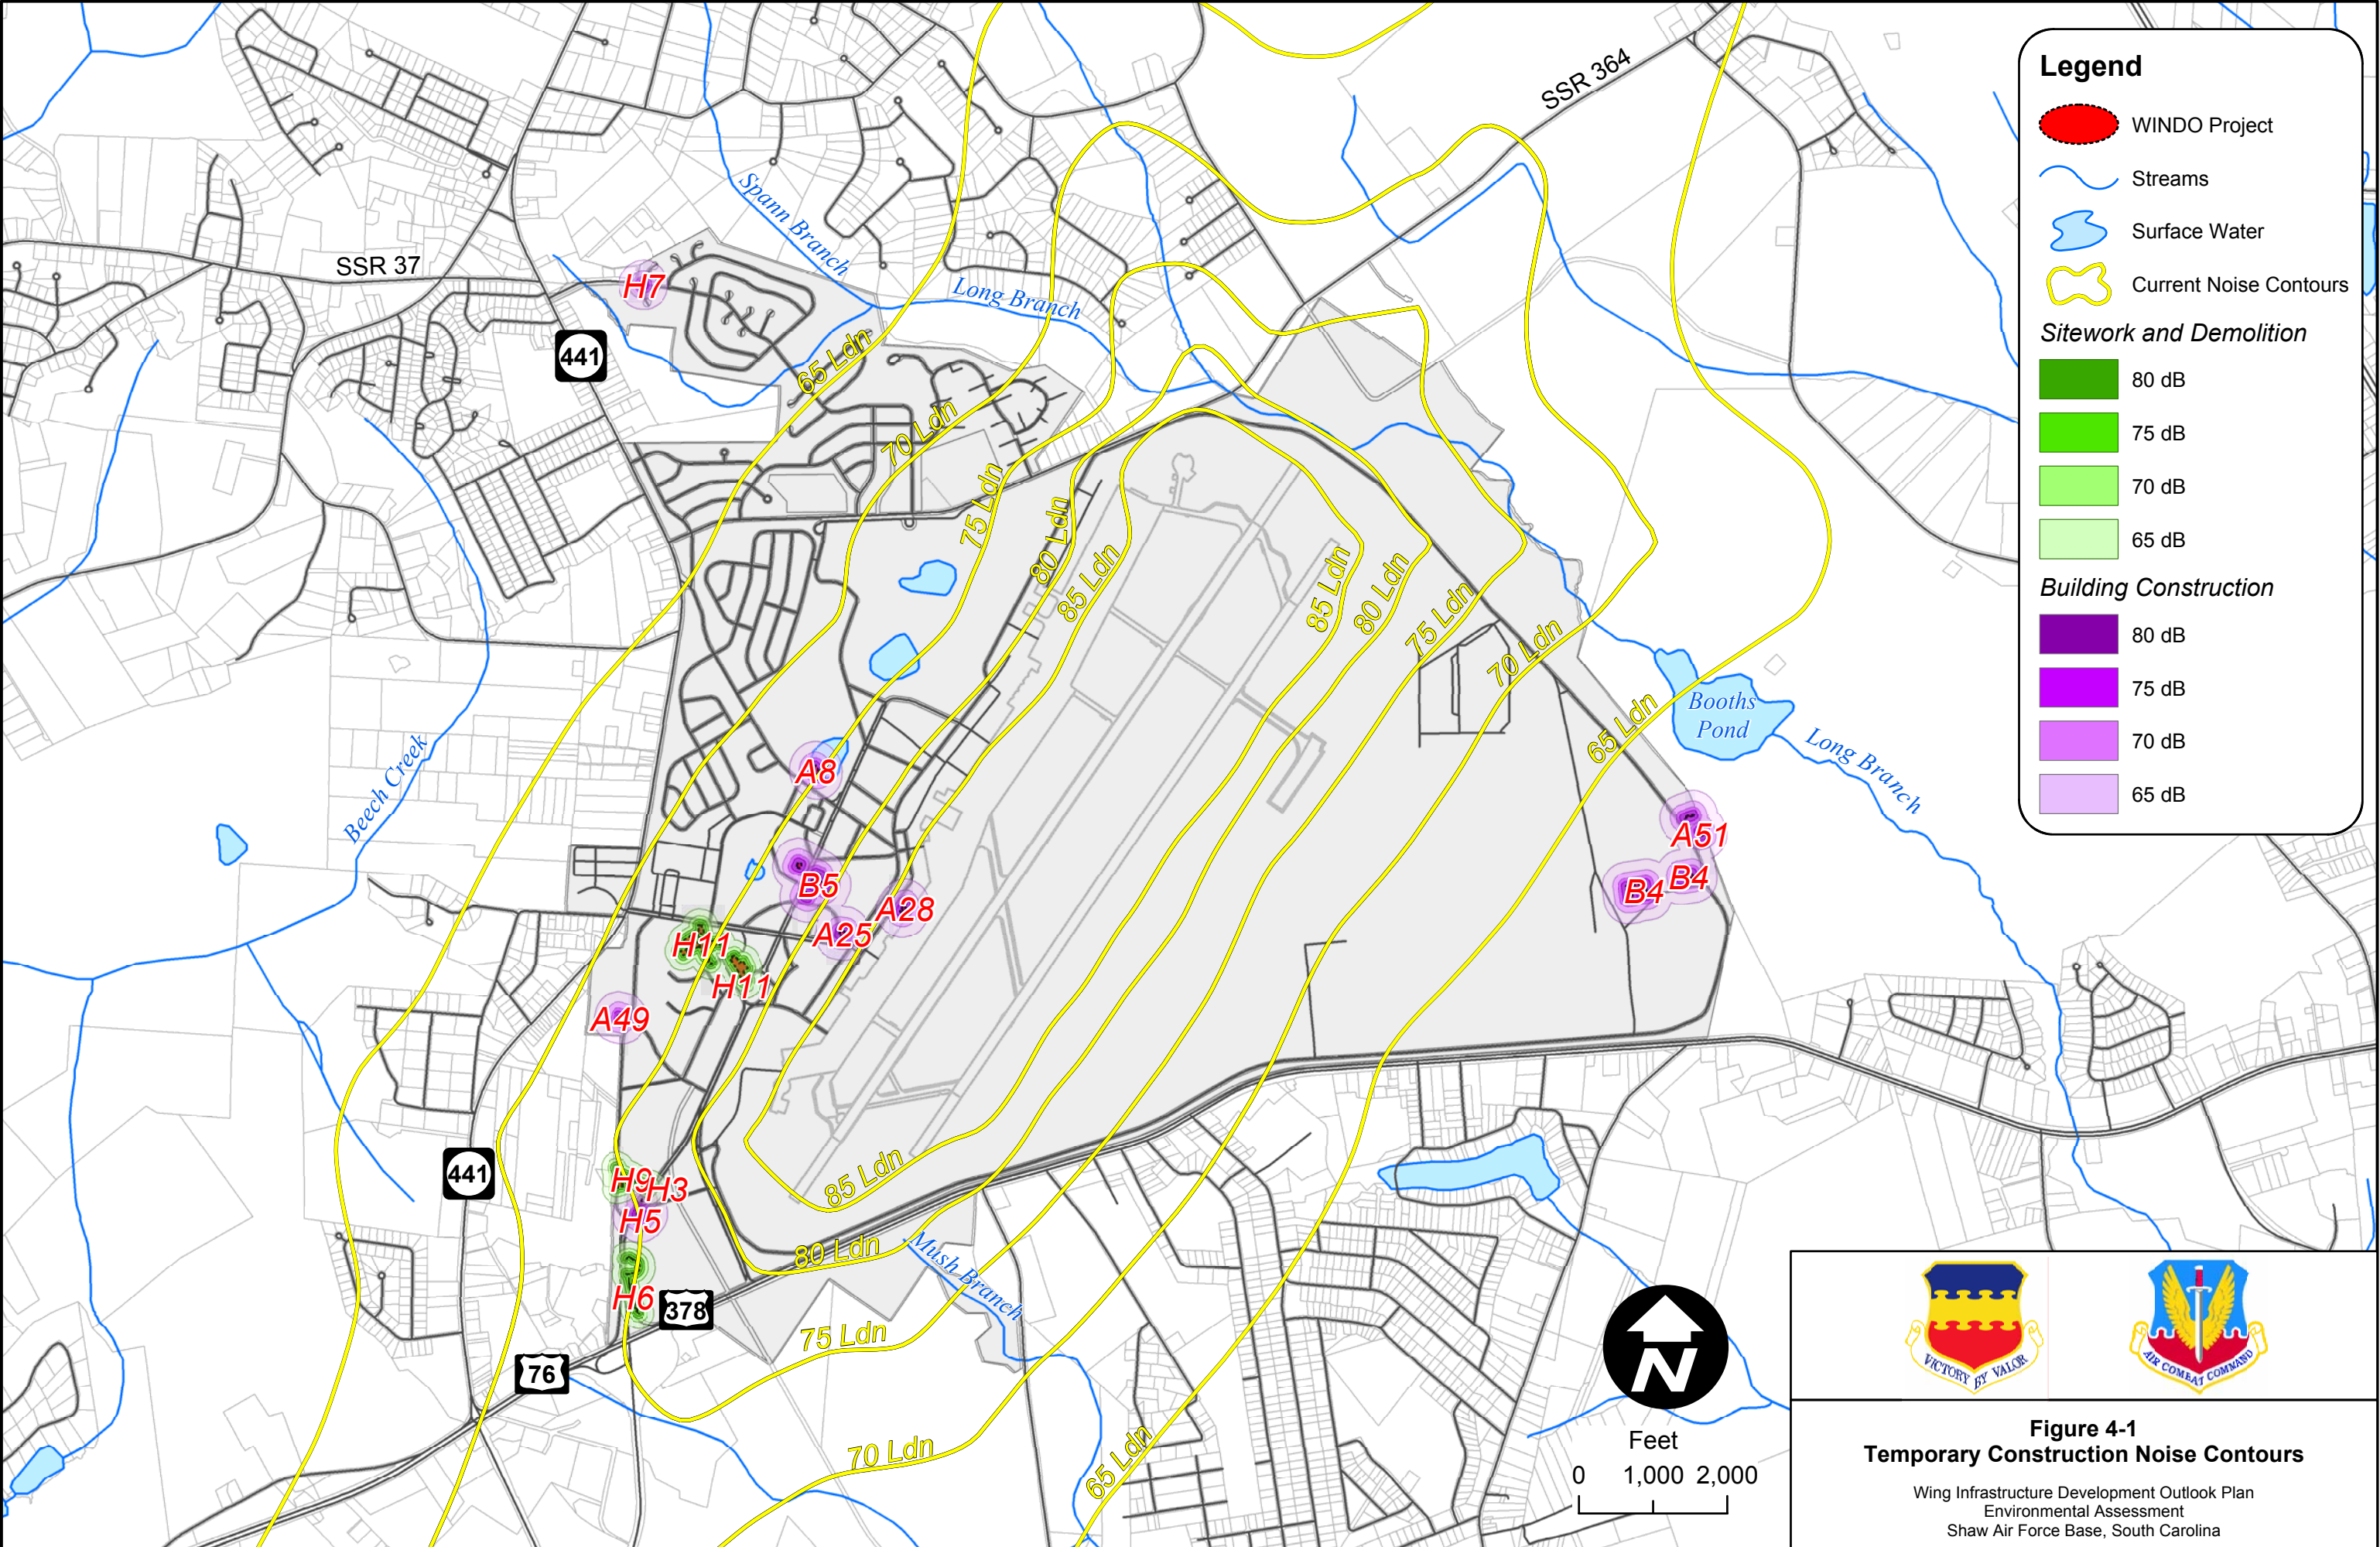 SSR 364
Spann Branch
SSR 37
H7
Long Branch
441
65 Ldn
70 Ldn
75 Ldn
80 Ldn
85 Ldn
85 Ldn
80 Ldn
75 Ldn
70 Ldn
65 Ldn
Booths
Pond
Long Branch
Beech Creek
A8
A51
B5
B4
B4
A28
A25
H11
H11
A49
441
H9
H3
H5
85 Ldn
80 Ldn
Mush Branch
H6
378
75 Ldn
76
70 Ldn
65 Ldn
Legend
WINDO Project
Streams
Surface Water
Current Noise Contours
Sitework and Demolition
80 dB
75 dB
70 dB
65 dB
Building Construction
80 dB
75 dB
70 dB
65 dB
N
Feet
0 1,000 2,000
VICTORY BY VALOR
AIR COMBAT COMMAND
Figure 4-1
Temporary Construction Noise Contours
Wing Infrastructure Development Outlook Plan
Environmental Assessment
Shaw Air Force Base, South Carolina